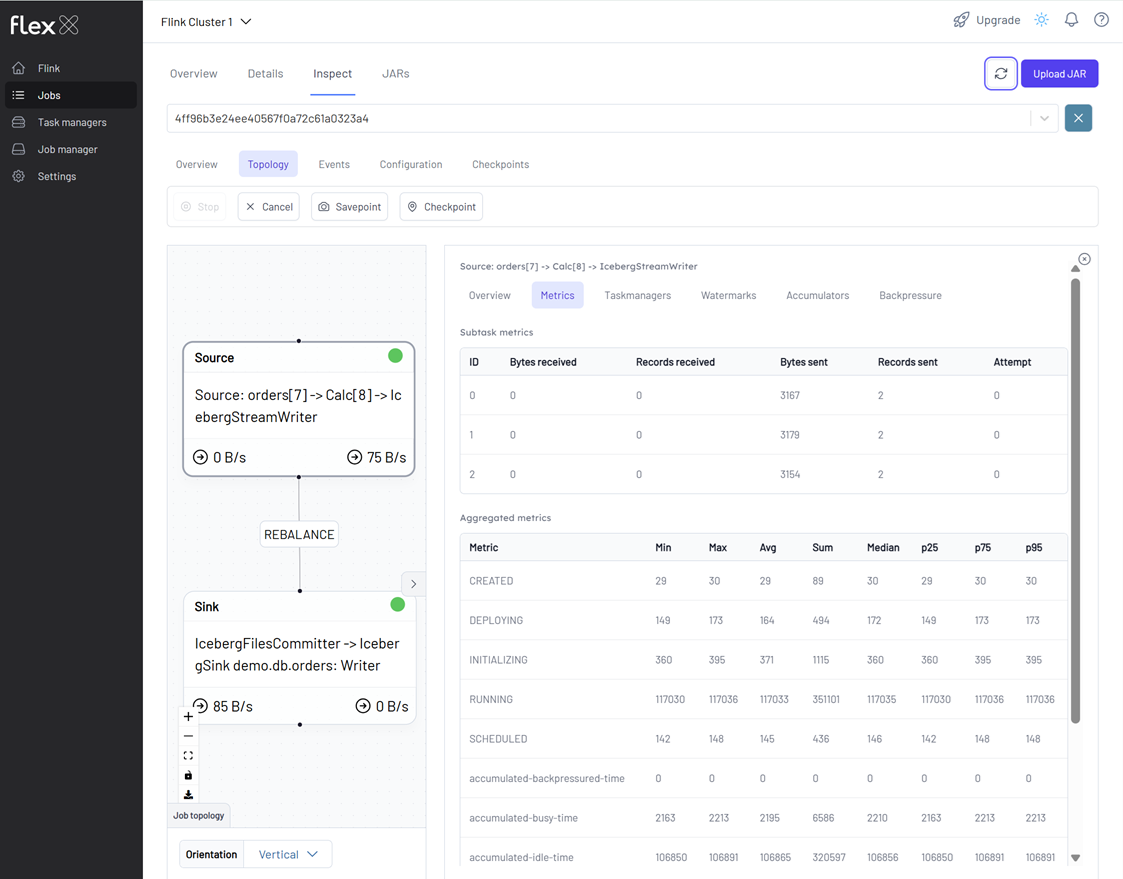 flex
Flink Cluster 1
Upgrade
Flink
Jobs
Task managers
Job manager
Settings
Overview Details Inspect JARs
Upload JAR
4ff96b3e24ee40567f0a72c61a0323a4
Overview Topology Events Configuration Checkpoints
Stop Cancel Savepoint Checkpoint
Source
Source: orders[7] -> Calc[8] -> Ic
ebergStreamWriter
0 B/s 75 B/s
REBALANCE
Sink
IcebergFilesCommitter -> Iceber
gSink demo.db.orders: Writer
85 B/s 0 B/s
Job topology
Orientation Vertical
Source: orders[7] -> Calc[8] -> IcebergStreamWriter
Overview Metrics Taskmanagers Watermarks Accumulators Backpressure
Subtask metrics
ID Bytes received Records received Bytes sent Records sent Attempt
0 0 0 3167 2 0
1 0 0 3179 2 0
2 0 0 3154 2 0
Aggregated metrics
Metric Min Max Avg Sum Median p25 p75 p95
CREATED 29 30 29 89 30 29 30 30
DEPLOYING 149 173 164 494 172 149 173 173
INITIALIZING 360 395 371 1115 360 360 395 395
RUNNING 117030 117036 117033 351101 117035 117030 117036 117036
SCHEDULED 142 148 145 436 146 142 148 148
accumulated-backpressured-time 0 0 0 0 0 0 0 0
accumulated-busy-time 2163 2213 2195 6586 2210 2163 2213 2213
accumulated-idle-time 106850 106891 106865 320597 106856 106850 106891 106891